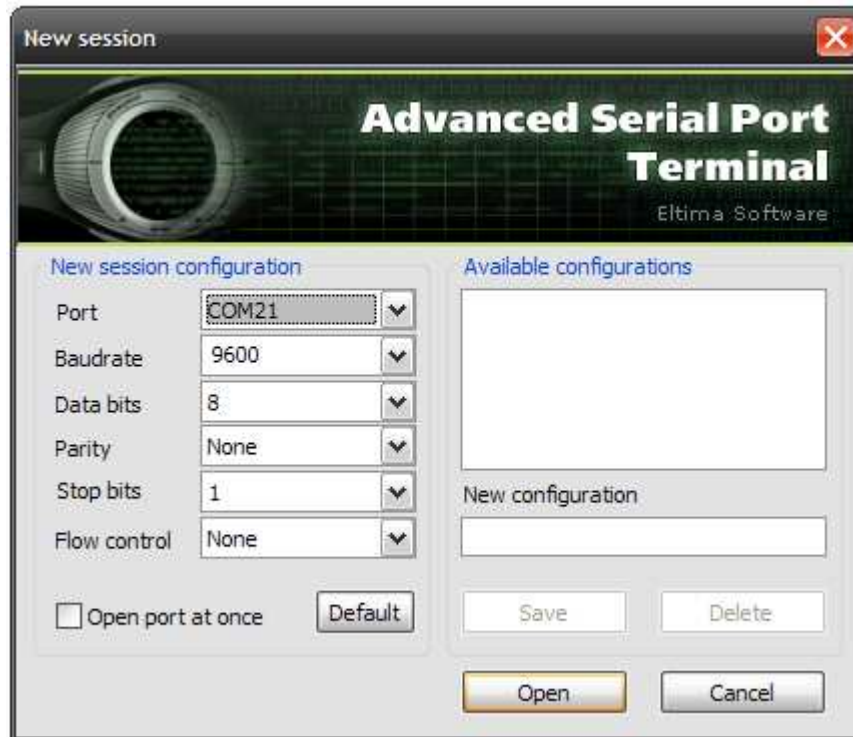 New session
Advanced Serial Port
Terminal
Eltima Software
New session configuration
Port
COM21
Baudrate
9600
Data bits
8
Parity
None
Stop bits
1
Flow control
None
Open port at once
Default
Available configurations
New configuration
Save
Delete
Open
Cancel